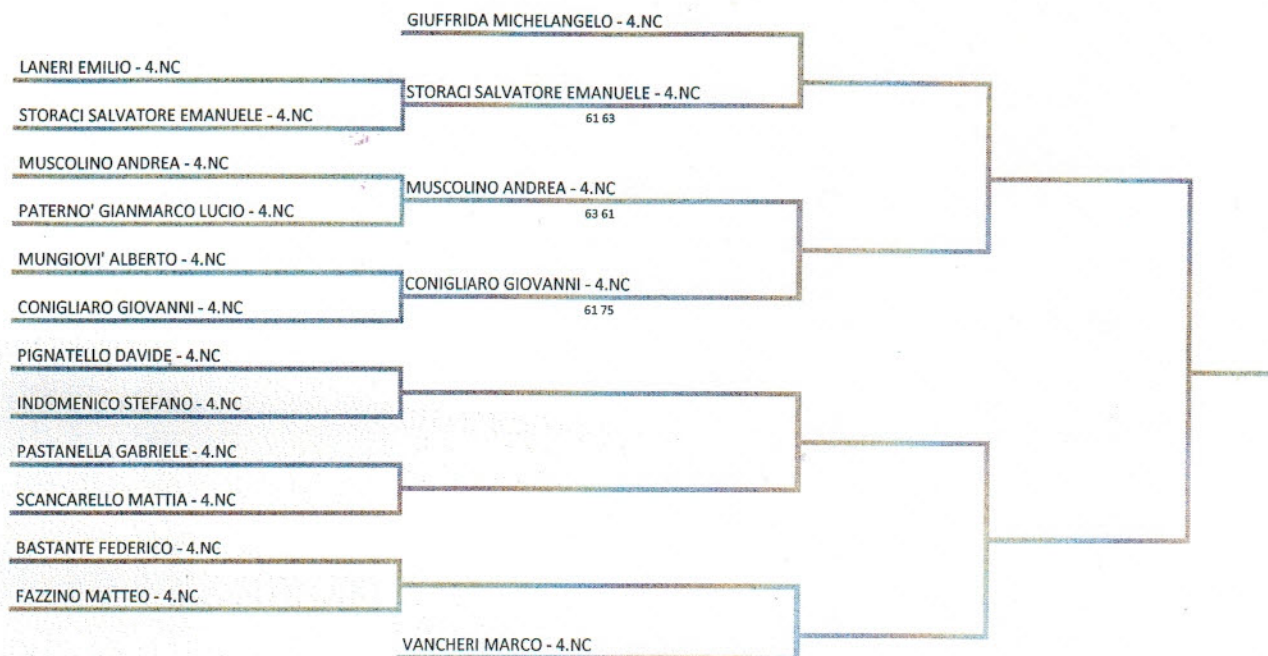 GIUFFRIDA MICHELANGELO - 4.NC
LANERI EMILIO - 4.NC
STORACI SALVATORE EMANUELE - 4.NC
STORACI SALVATORE EMANUELE - 4.NC
61 63
MUSCOLINO ANDREA - 4.NC
MUSCOLINO ANDREA - 4.NC
PATERNO' GIANMARCO LUCIO - 4.NC
63 61
MUNGIOVI' ALBERTO - 4.NC
CONIGLIARO GIOVANNI - 4.NC
CONIGLIARO GIOVANNI - 4.NC
61 75
PIGNATELLO DAVIDE - 4.NC
INDOMENICO STEFANO - 4.NC
PASTANELLA GABRIELE - 4.NC
SCANCARELLO MATTIA - 4.NC
BASTANTE FEDERICO - 4.NC
FAZZINO MATTEO - 4.NC
VANCHERI MARCO - 4.NC